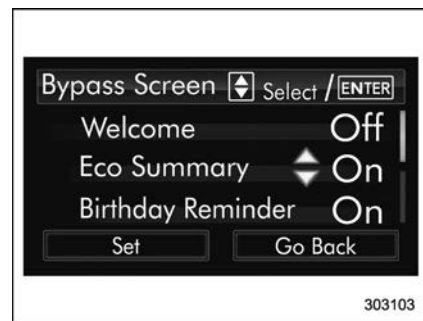 Bypass Screen Select / ENTER
Welcome Off
Eco Summary On
Birthday Reminder On
Set Go Back
303103